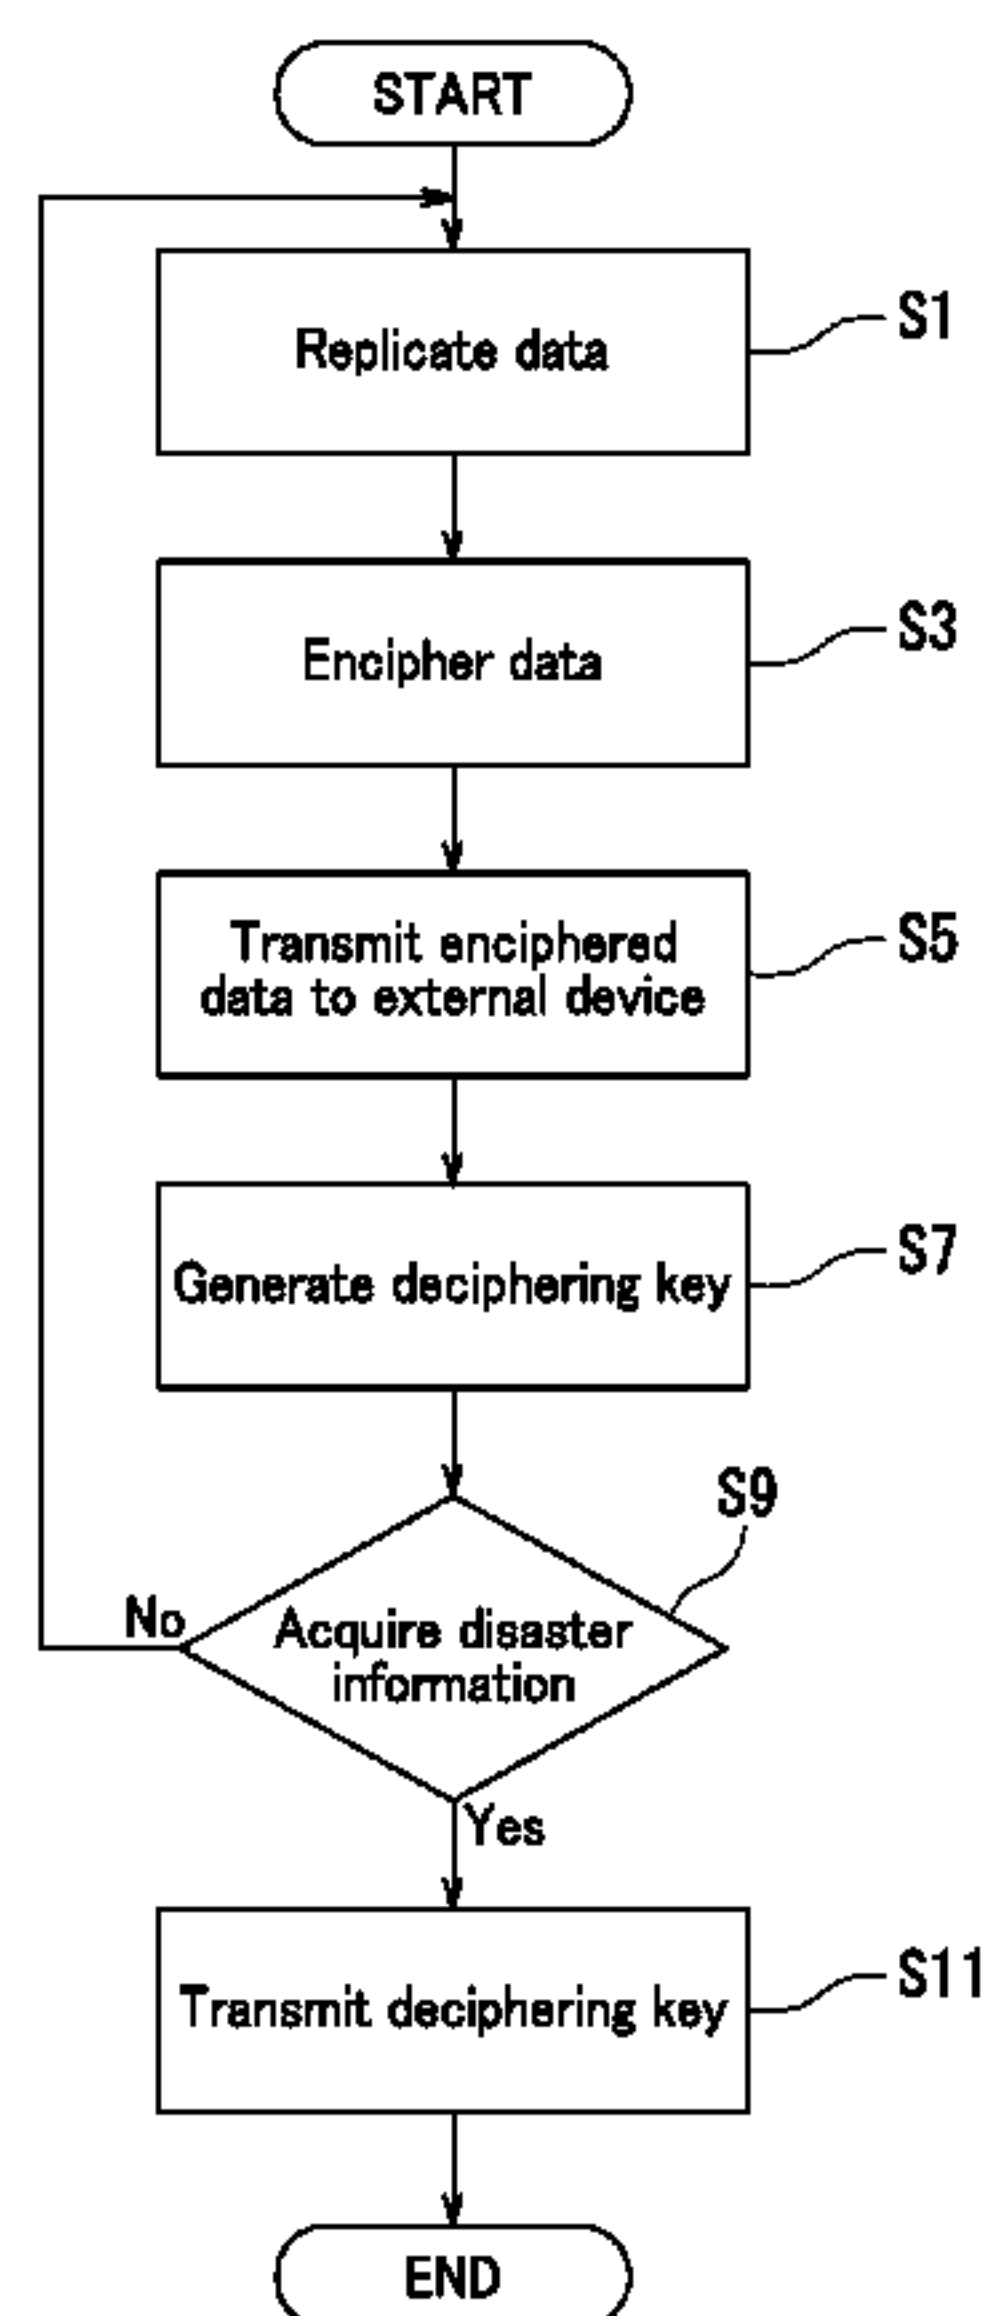 START
Replicate data
S1
Encipher data
S3
Transmit enciphered
data to external device
S5
Generate deciphering key
S7
S9
Acquire disaster
information
No
Yes
Transmit deciphering key
S11
END